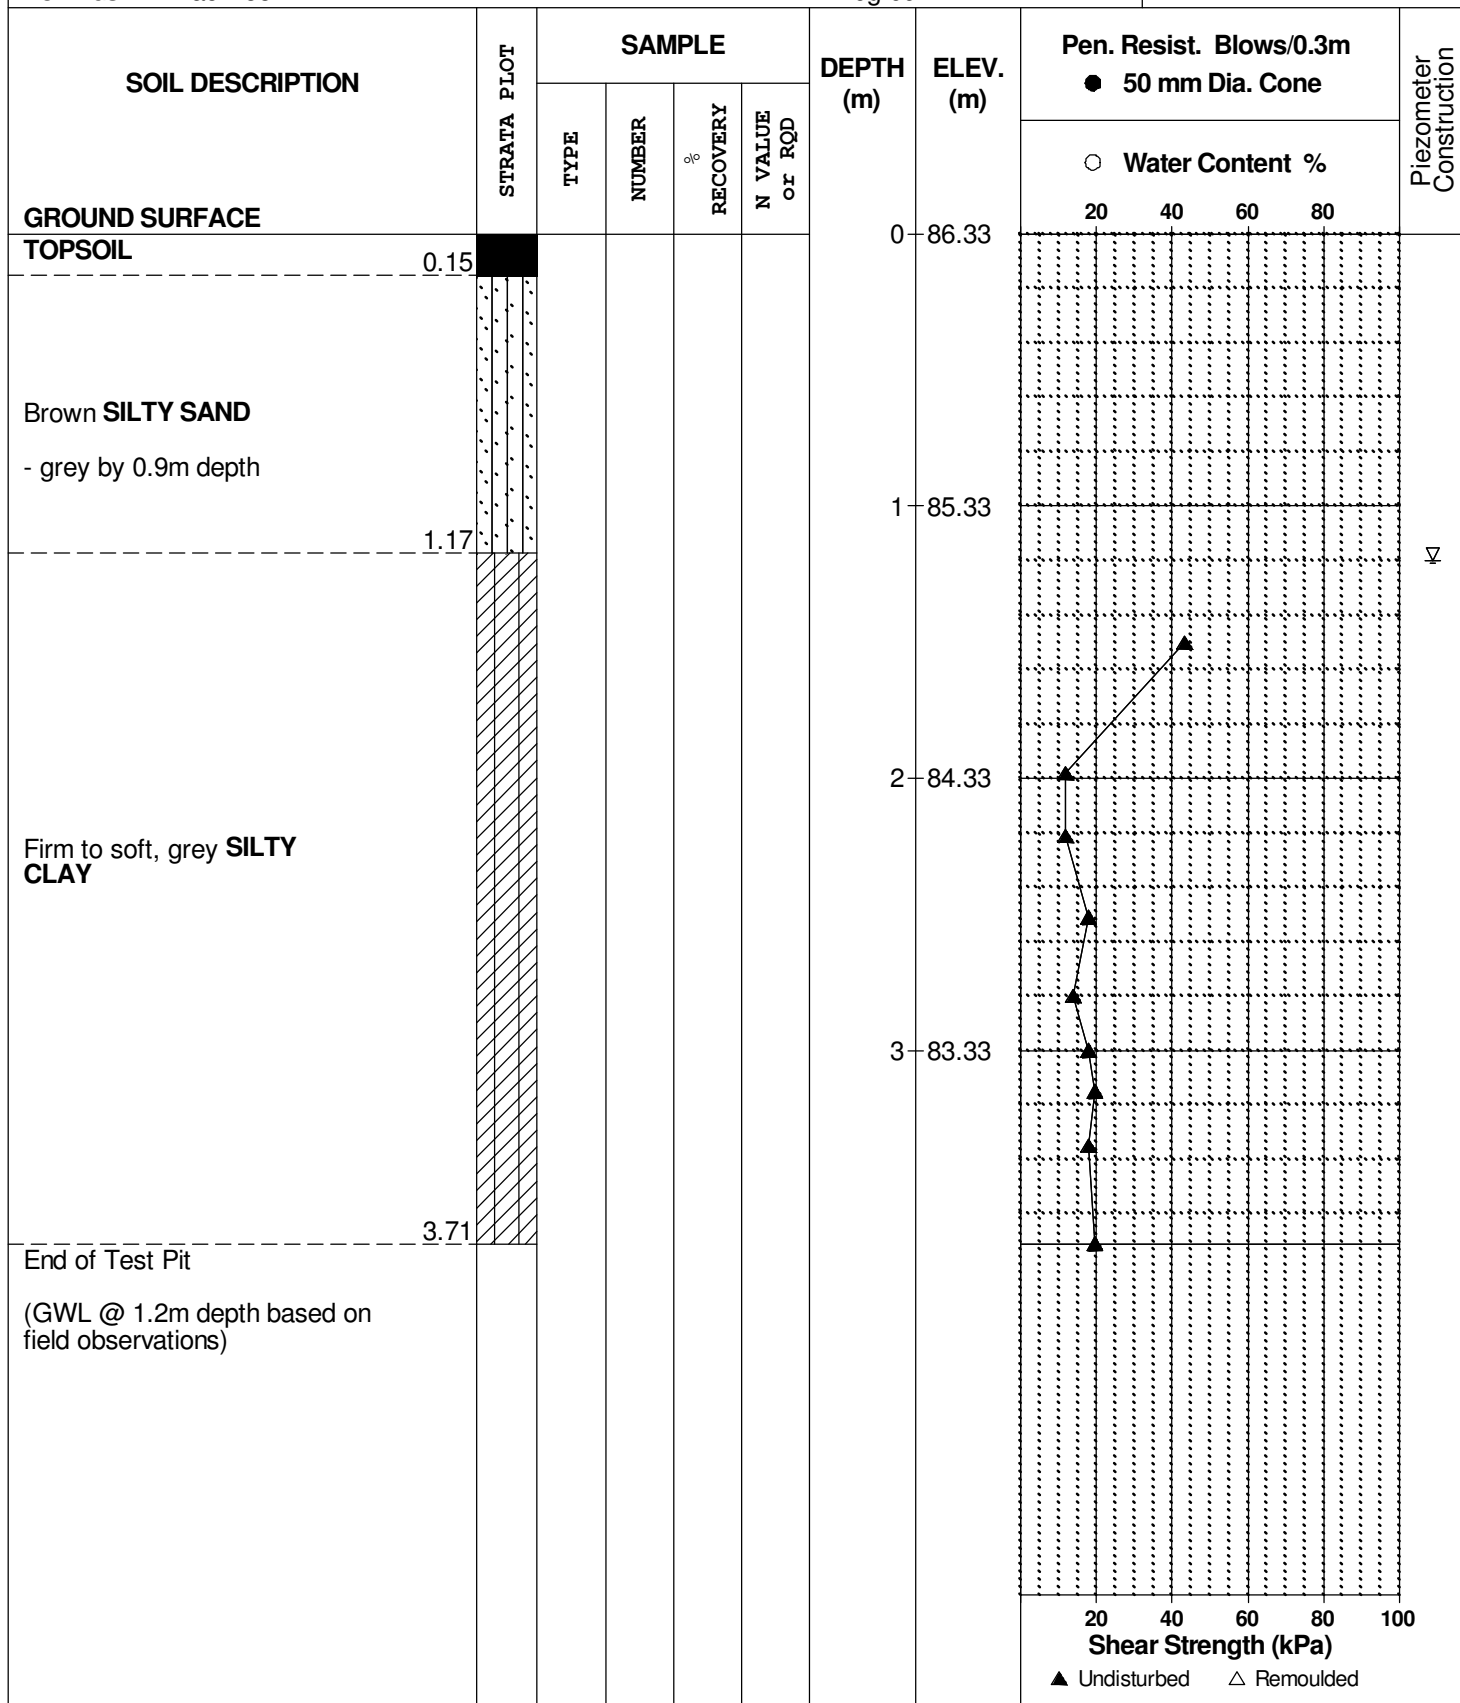 SOIL DESCRIPTION
STRATA PLOT
SAMPLE
TYPE
NUMBER
%
RECOVERY
N VALUE
or RQD
DEPTH
(m)
ELEV.
(m)
Pen. Resist. Blows/0.3m
● 50 mm Dia. Cone
○ Water Content %
20 40 60 80
Piezometer
Construction
GROUND SURFACE
0 86.33
TOPSOIL
0.15
Brown SILTY SAND
- grey by 0.9m depth
1 85.33
1.17
2 84.33
Firm to soft, grey SILTY
CLAY
3 83.33
3.71
End of Test Pit
(GWL @ 1.2m depth based on
field observations)
20 40 60 80 100
Shear Strength (kPa)
▲ Undisturbed △ Remoulded